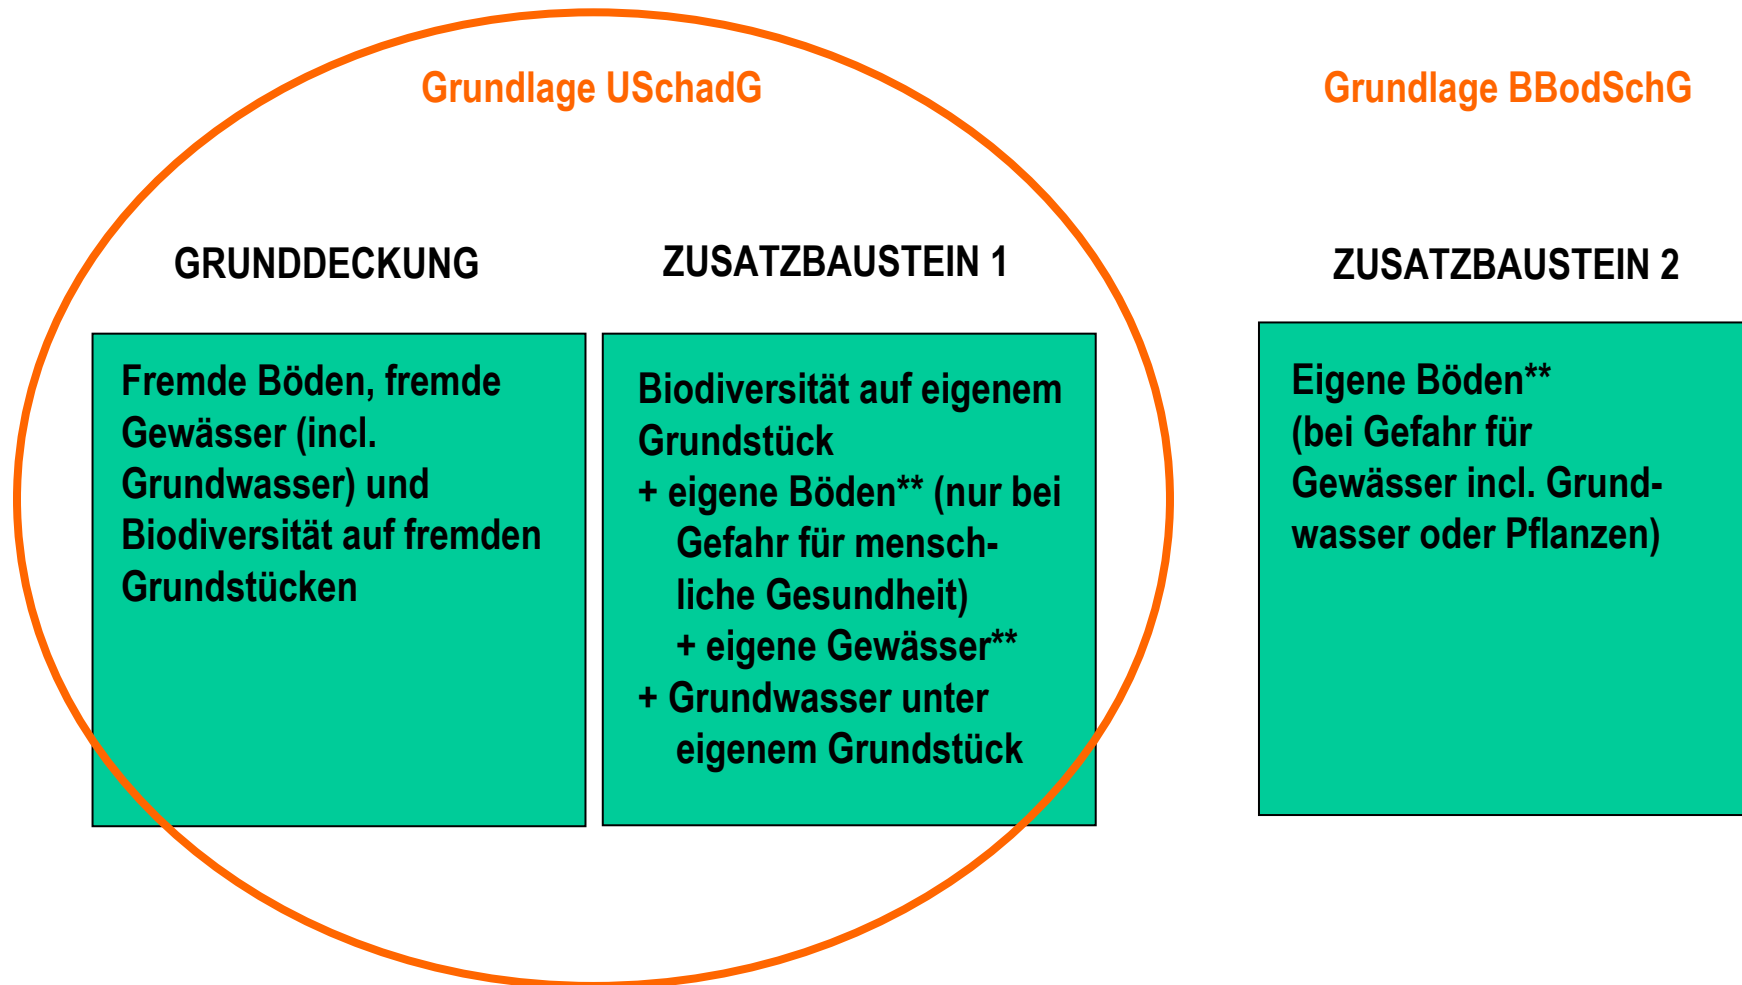 Grundlage USchadG
Grundlage BBodSchG
GRUNDDECKUNG
Fremde Böden, fremde
Gewässer (incl.
Grundwasser) und
Biodiversität auf fremden
Grundstücken
ZUSATZBAUSTEIN 1
Biodiversität auf eigenem
Grundstück
+ eigene Böden** (nur bei
Gefahr für mensch-
liche Gesundheit)
+ eigene Gewässer**
+ Grundwasser unter
eigenem Grundstück
ZUSATZBAUSTEIN 2
Eigene Böden**
(bei Gefahr für
Gewässer incl. Grund-
wasser oder Pflanzen)